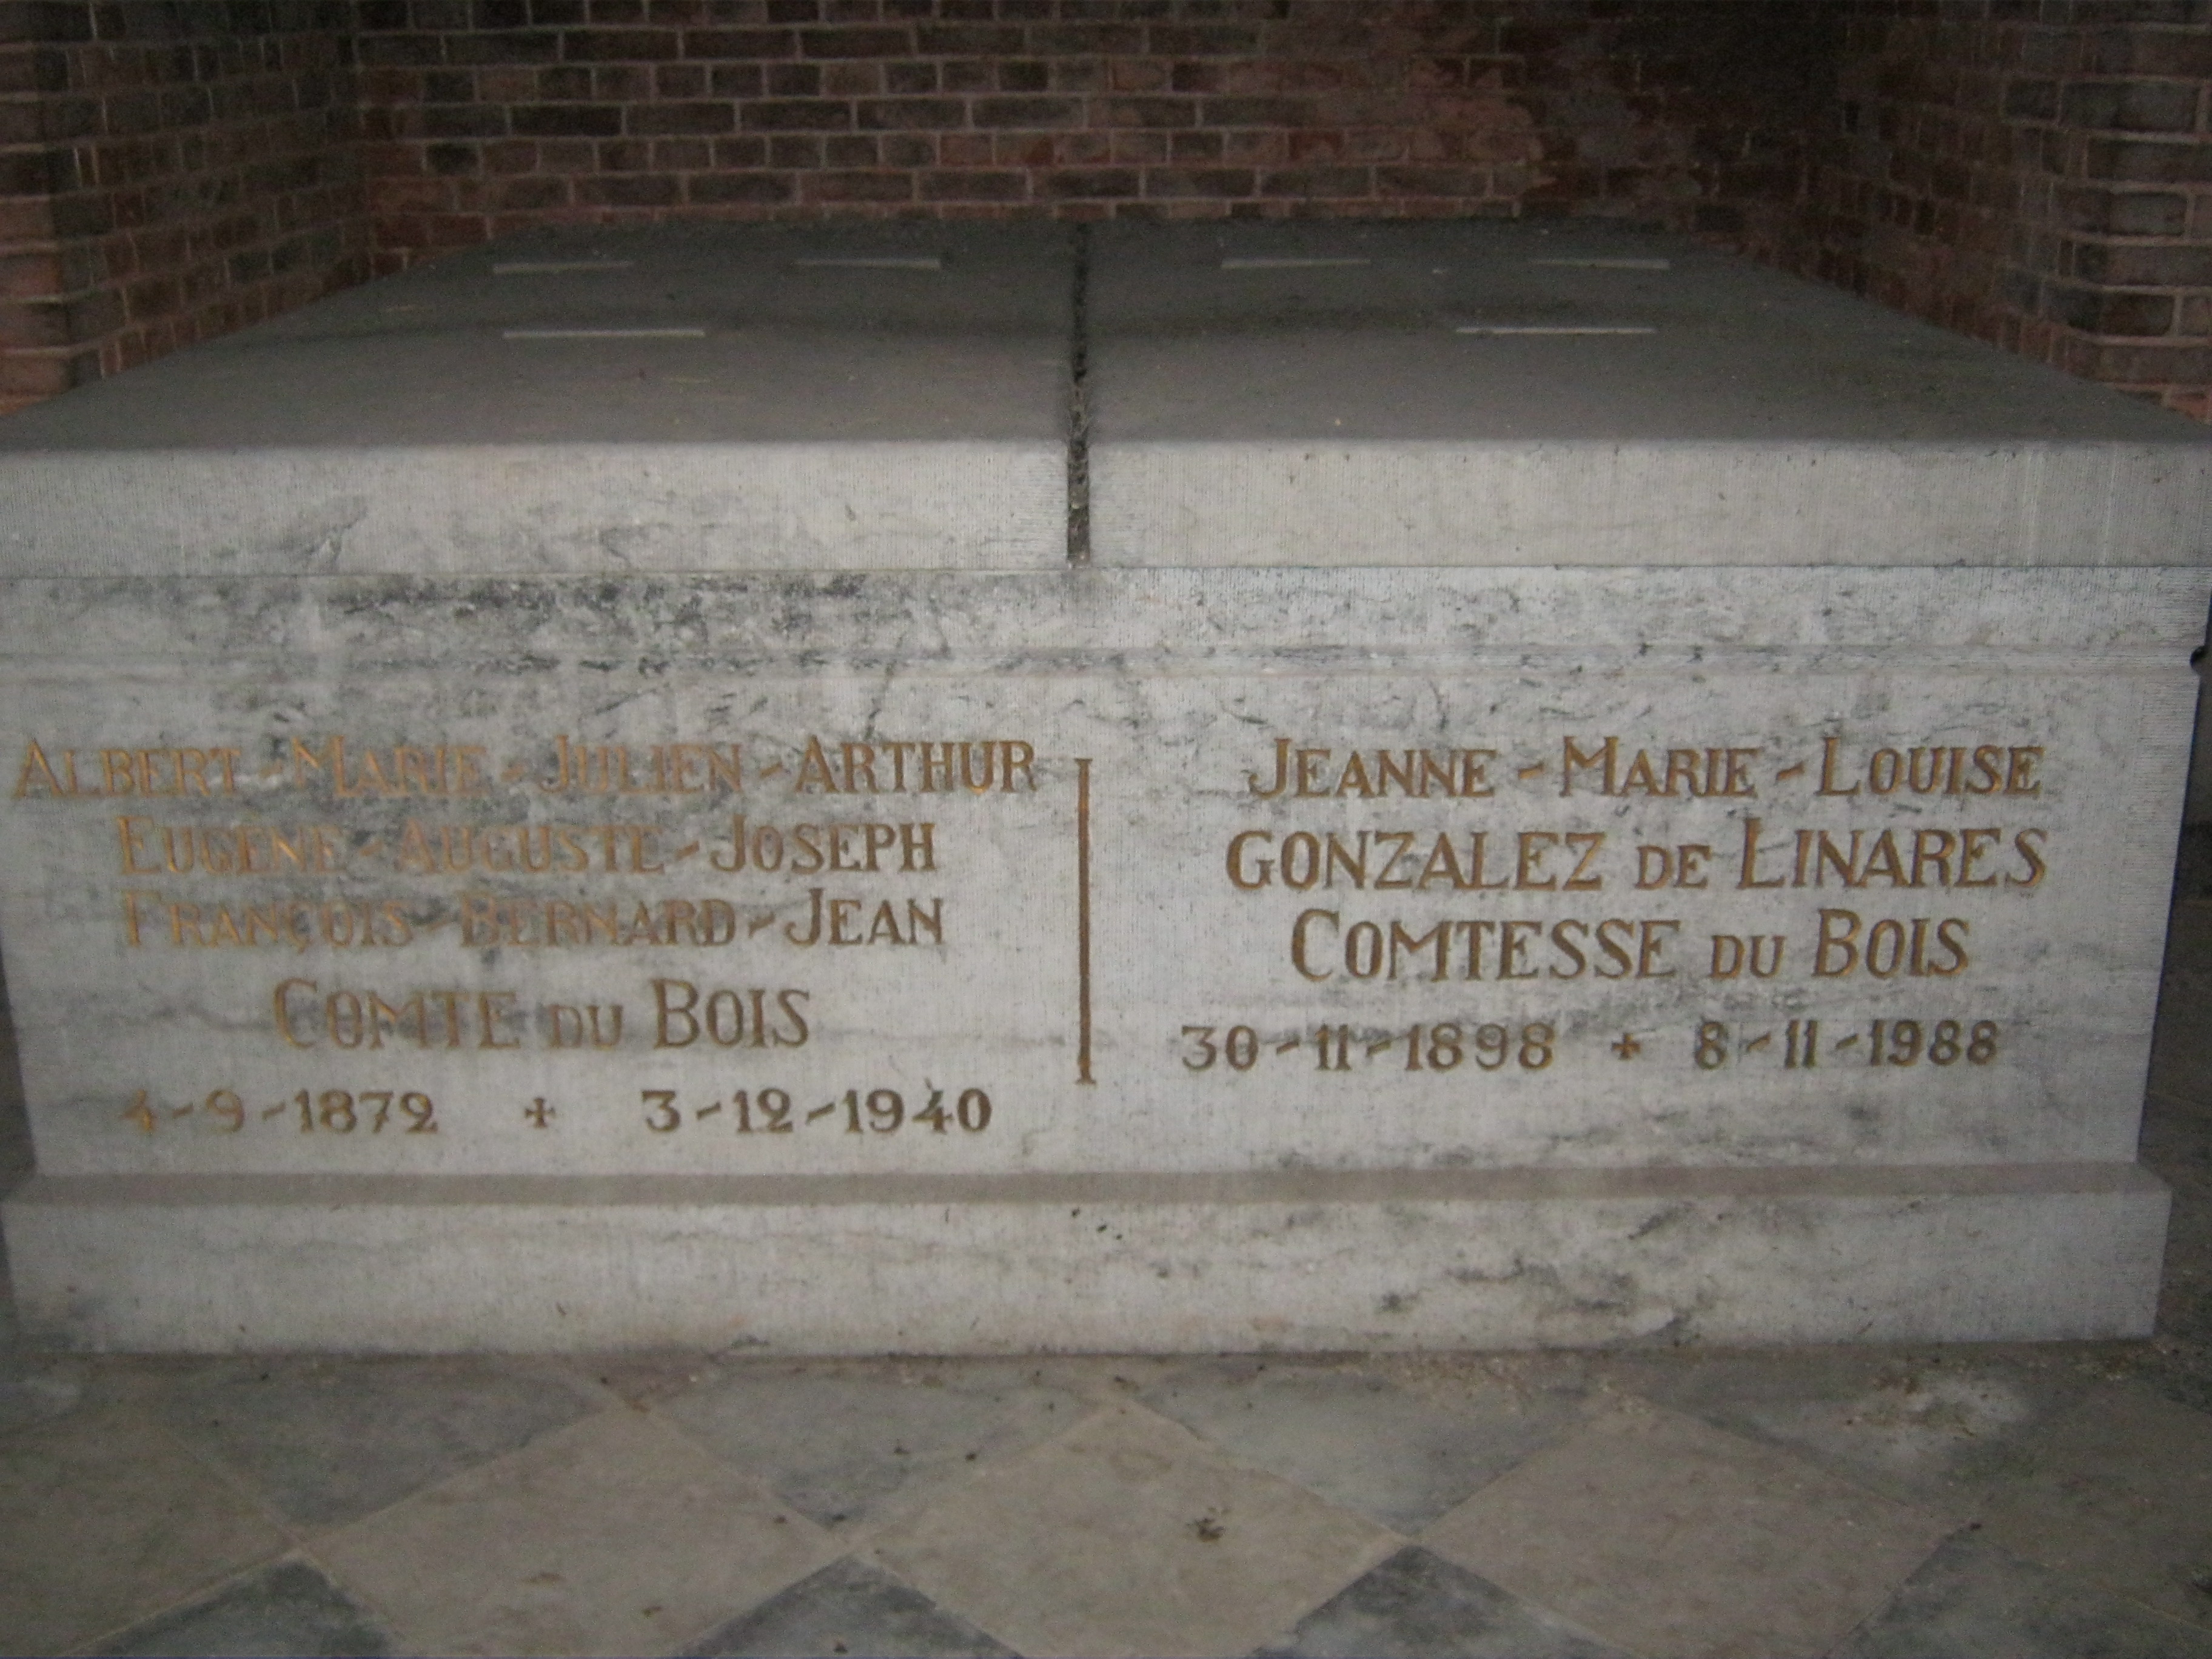 ALBERT-MARIE-JULIEN-ARTHUR
EUGÈNE-AUGUSTE-JOSEPH
FRANÇOIS-BERNARD-JEAN
COMTE DU BOIS
4-9-1872 + 3-12-1940
JEANNE-MARIE-LOUISE
GONZALEZ DE LINARES
COMTESSE DU BOIS
30-11-1898 + 8-11-1988